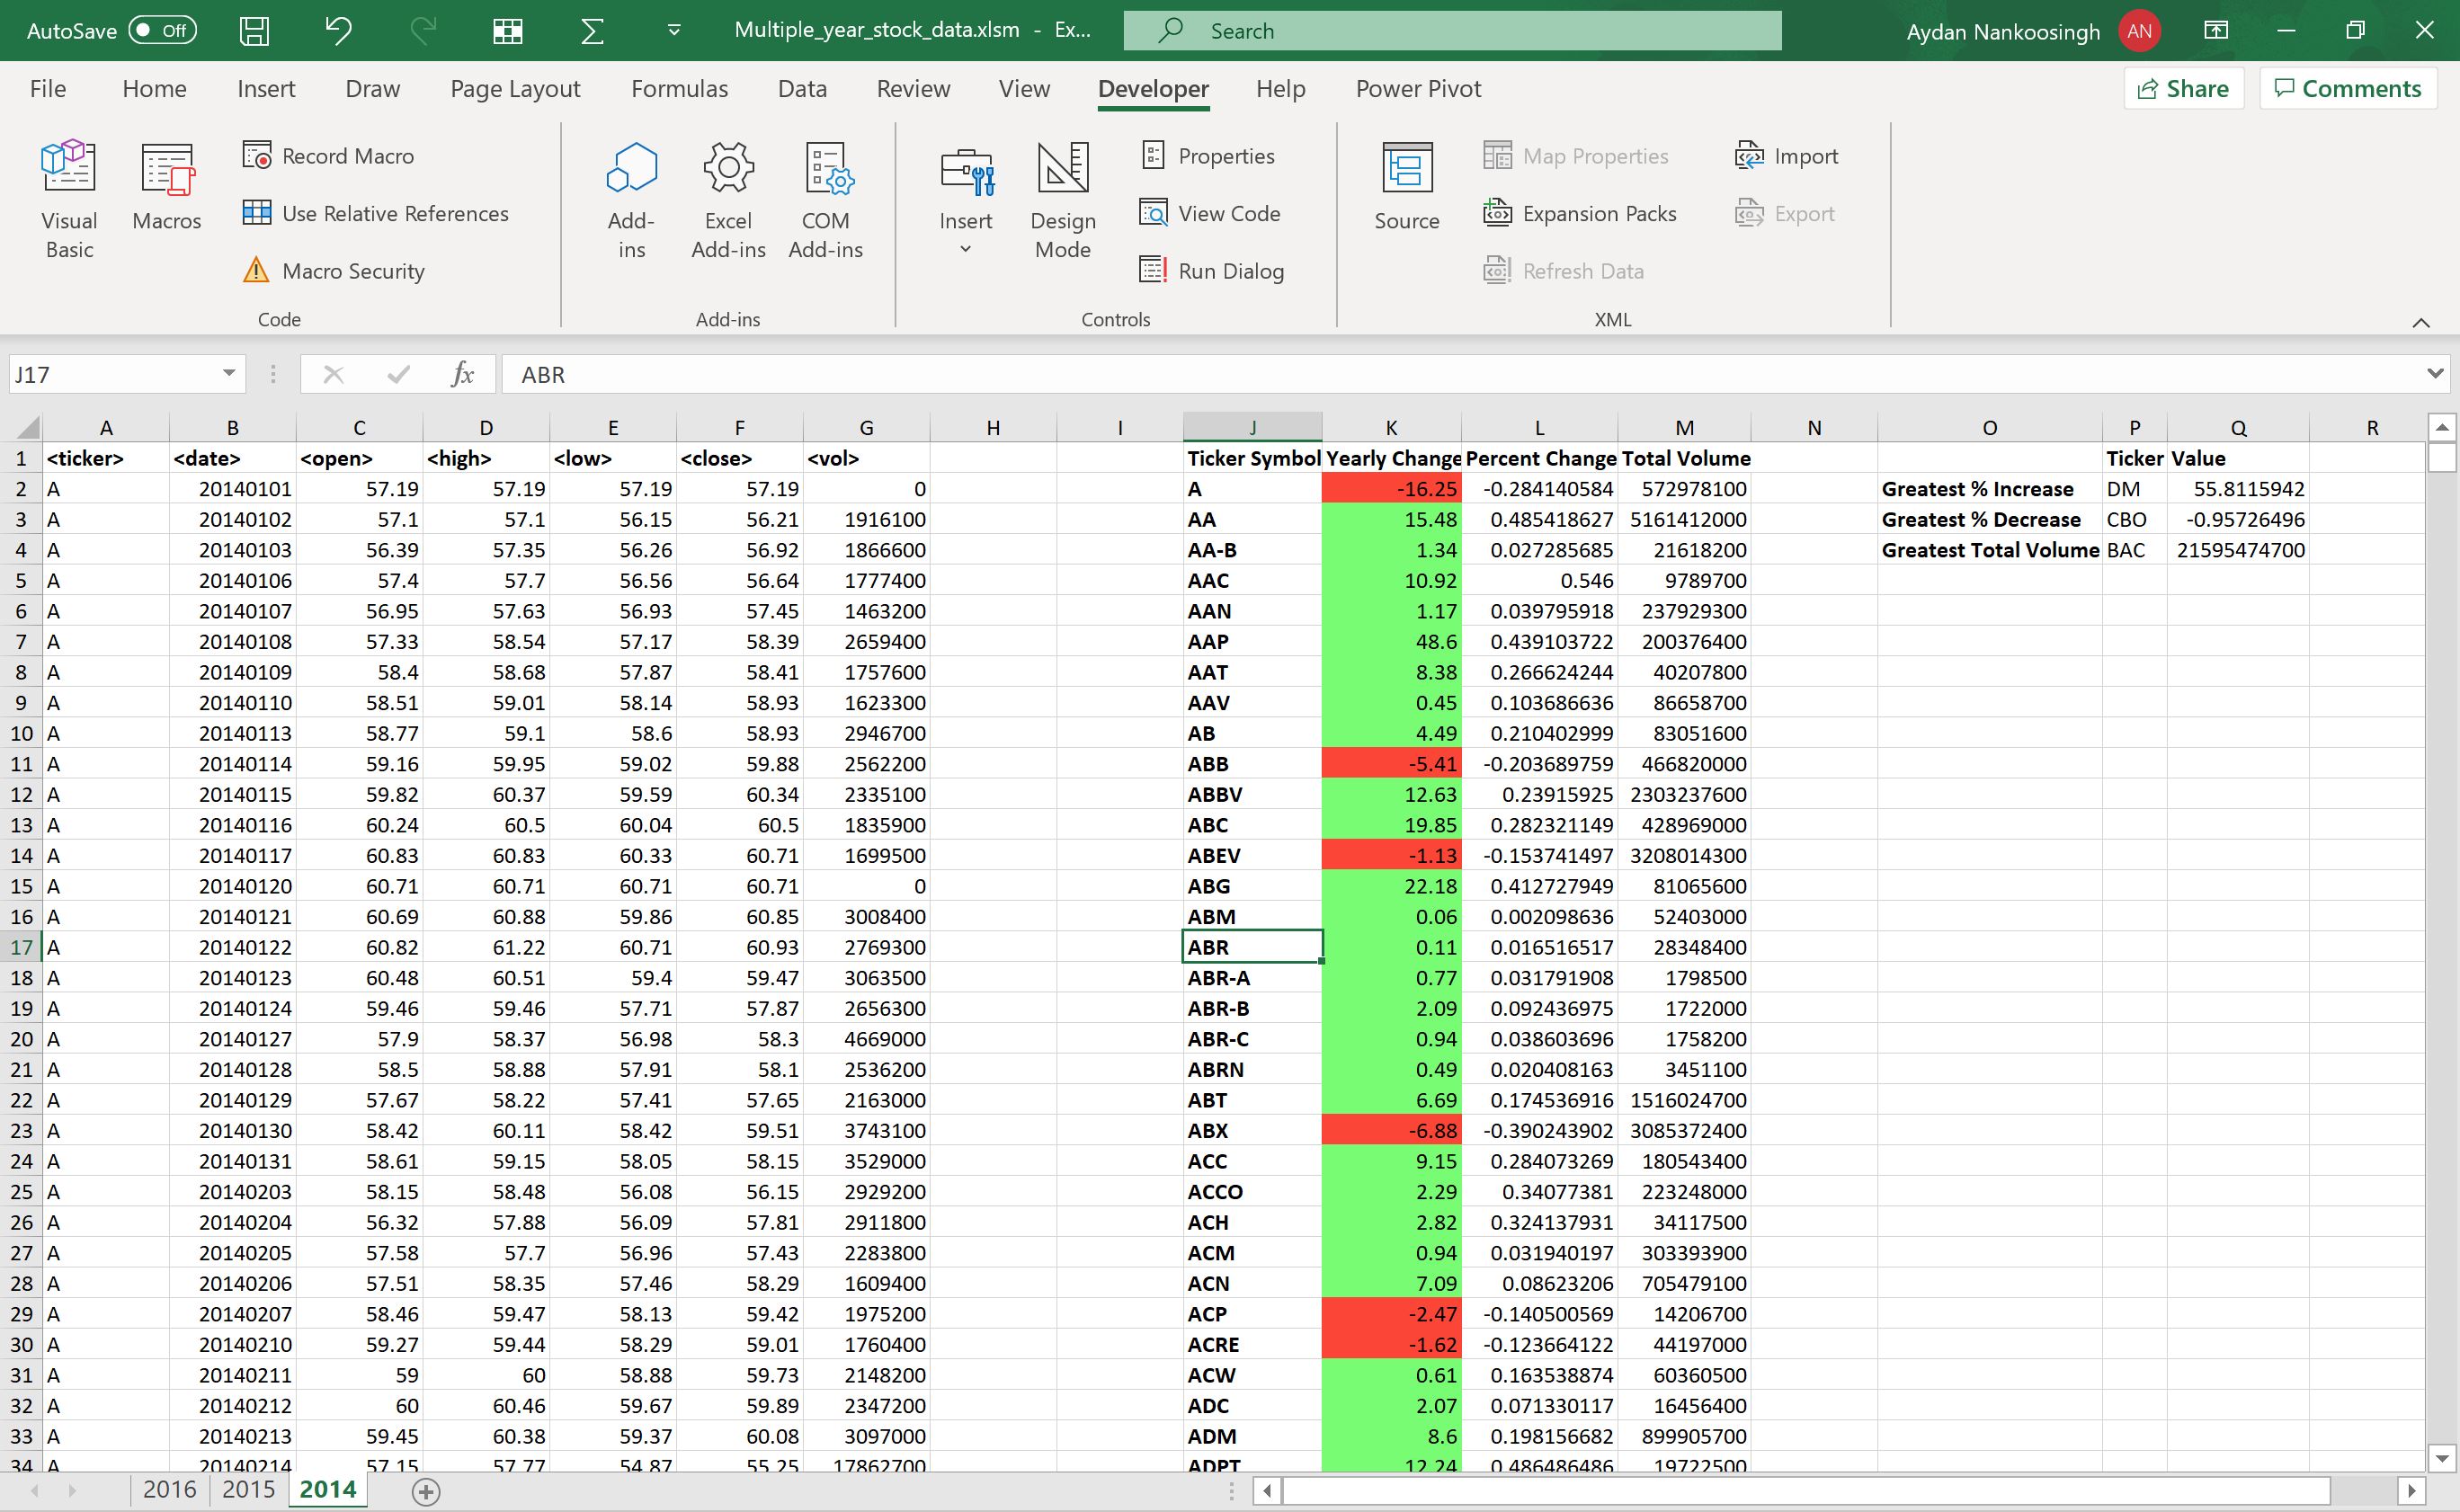 AutoSave Off Multiple_year_stock_data.xlsm - Ex... Search Aydan Nankoosingh AN
File Home Insert Draw Page Layout Formulas Data Review View Developer Help Power Pivot Share Comments
Visual Basic
Macros
Record Macro
Use Relative References
Macro Security
Code
Add-ins
Excel Add-ins
COM Add-ins
Add-ins
Insert
Design Mode
Properties
View Code
Run Dialog
Controls
Source
Map Properties
Expansion Packs
Refresh Data
Import
Export
XML
J17 fx ABR
A B C D E F G H I J K L M N O P Q R
1 <ticker> <date> <open> <high> <low> <close> <vol> Ticker Symbol Yearly Change Percent Change Total Volume Ticker Value
2 A 20140101 57.19 57.19 57.19 57.19 0 A -16.25 -0.284140584 572978100 Greatest % Increase DM 55.8115942
3 A 20140102 57.1 57.1 56.15 56.21 1916100 AA 15.48 0.485418627 5161412000 Greatest % Decrease CBO -0.95726496
4 A 20140103 56.39 57.35 56.26 56.92 1866600 AA-B 1.34 0.027285685 21618200 Greatest Total Volume BAC 21595474700
5 A 20140106 57.4 57.7 56.56 56.64 1777400 AAC 10.92 0.546 9789700
6 A 20140107 56.95 57.63 56.93 57.45 1463200 AAN 1.17 0.039795918 237929300
7 A 20140108 57.33 58.54 57.17 58.39 2659400 AAP 48.6 0.439103722 200376400
8 A 20140109 58.4 58.68 57.87 58.41 1757600 AAT 8.38 0.266624244 40207800
9 A 20140110 58.51 59.01 58.14 58.93 1623300 AAV 0.45 0.103686636 86658700
10 A 20140113 58.77 59.1 58.6 58.93 2946700 AB 4.49 0.210402999 83051600
11 A 20140114 59.16 59.95 59.02 59.88 2562200 ABB -5.41 -0.203689759 466820000
12 A 20140115 59.82 60.37 59.59 60.34 2335100 ABBV 12.63 0.23915925 2303237600
13 A 20140116 60.24 60.5 60.04 60.5 1835900 ABC 19.85 0.282321149 428969000
14 A 20140117 60.83 60.83 60.33 60.71 1699500 ABEV -1.13 -0.153741497 3208014300
15 A 20140120 60.71 60.71 60.71 60.71 0 ABG 22.18 0.412727949 81065600
16 A 20140121 60.69 60.88 59.86 60.85 3008400 ABM 0.06 0.002098636 52403000
17 A 20140122 60.82 61.22 60.71 60.93 2769300 ABR 0.11 0.016516517 28348400
18 A 20140123 60.48 60.51 59.4 59.47 3063500 ABR-A 0.77 0.031791908 1798500
19 A 20140124 59.46 59.46 57.71 57.87 2656300 ABR-B 2.09 0.092436975 1722000
20 A 20140127 57.9 58.37 56.98 58.3 4669000 ABR-C 0.94 0.038603696 1758200
21 A 20140128 58.5 58.88 57.91 58.1 2536200 ABRN 0.49 0.020408163 3451100
22 A 20140129 57.67 58.22 57.41 57.65 2163000 ABT 6.69 0.174536916 1516024700
23 A 20140130 58.42 60.11 58.42 59.51 3743100 ABX -6.88 -0.390243902 3085372400
24 A 20140131 58.61 59.15 58.05 58.15 3529000 ACC 9.15 0.284073269 180543400
25 A 20140203 58.15 58.48 56.08 56.15 2929200 ACCO 2.29 0.34077381 223248000
26 A 20140204 56.32 57.88 56.09 57.81 2911800 ACH 2.82 0.324137931 34117500
27 A 20140205 57.58 57.7 56.96 57.43 2283800 ACM 0.94 0.031940197 303393900
28 A 20140206 57.51 58.35 57.46 58.29 1609400 ACN 7.09 0.08623206 705479100
29 A 20140207 58.46 59.47 58.13 59.42 1975200 ACP -2.47 -0.140500569 14206700
30 A 20140210 59.27 59.44 58.29 59.01 1760400 ACRE -1.62 -0.123664122 44197000
31 A 20140211 59 60 58.88 59.73 2148200 ACW 0.61 0.163538874 60360500
32 A 20140212 60 60.46 59.67 59.89 2347200 ADC 2.07 0.071330117 16456400
33 A 20140213 59.45 60.38 59.37 60.08 3097000 ADM 8.6 0.198156682 899905700
34 A 20140214 57.15 57.77 54.87 55.25 17862700 ADPT 12.24 0.486486486 19722500
2016 2015 2014